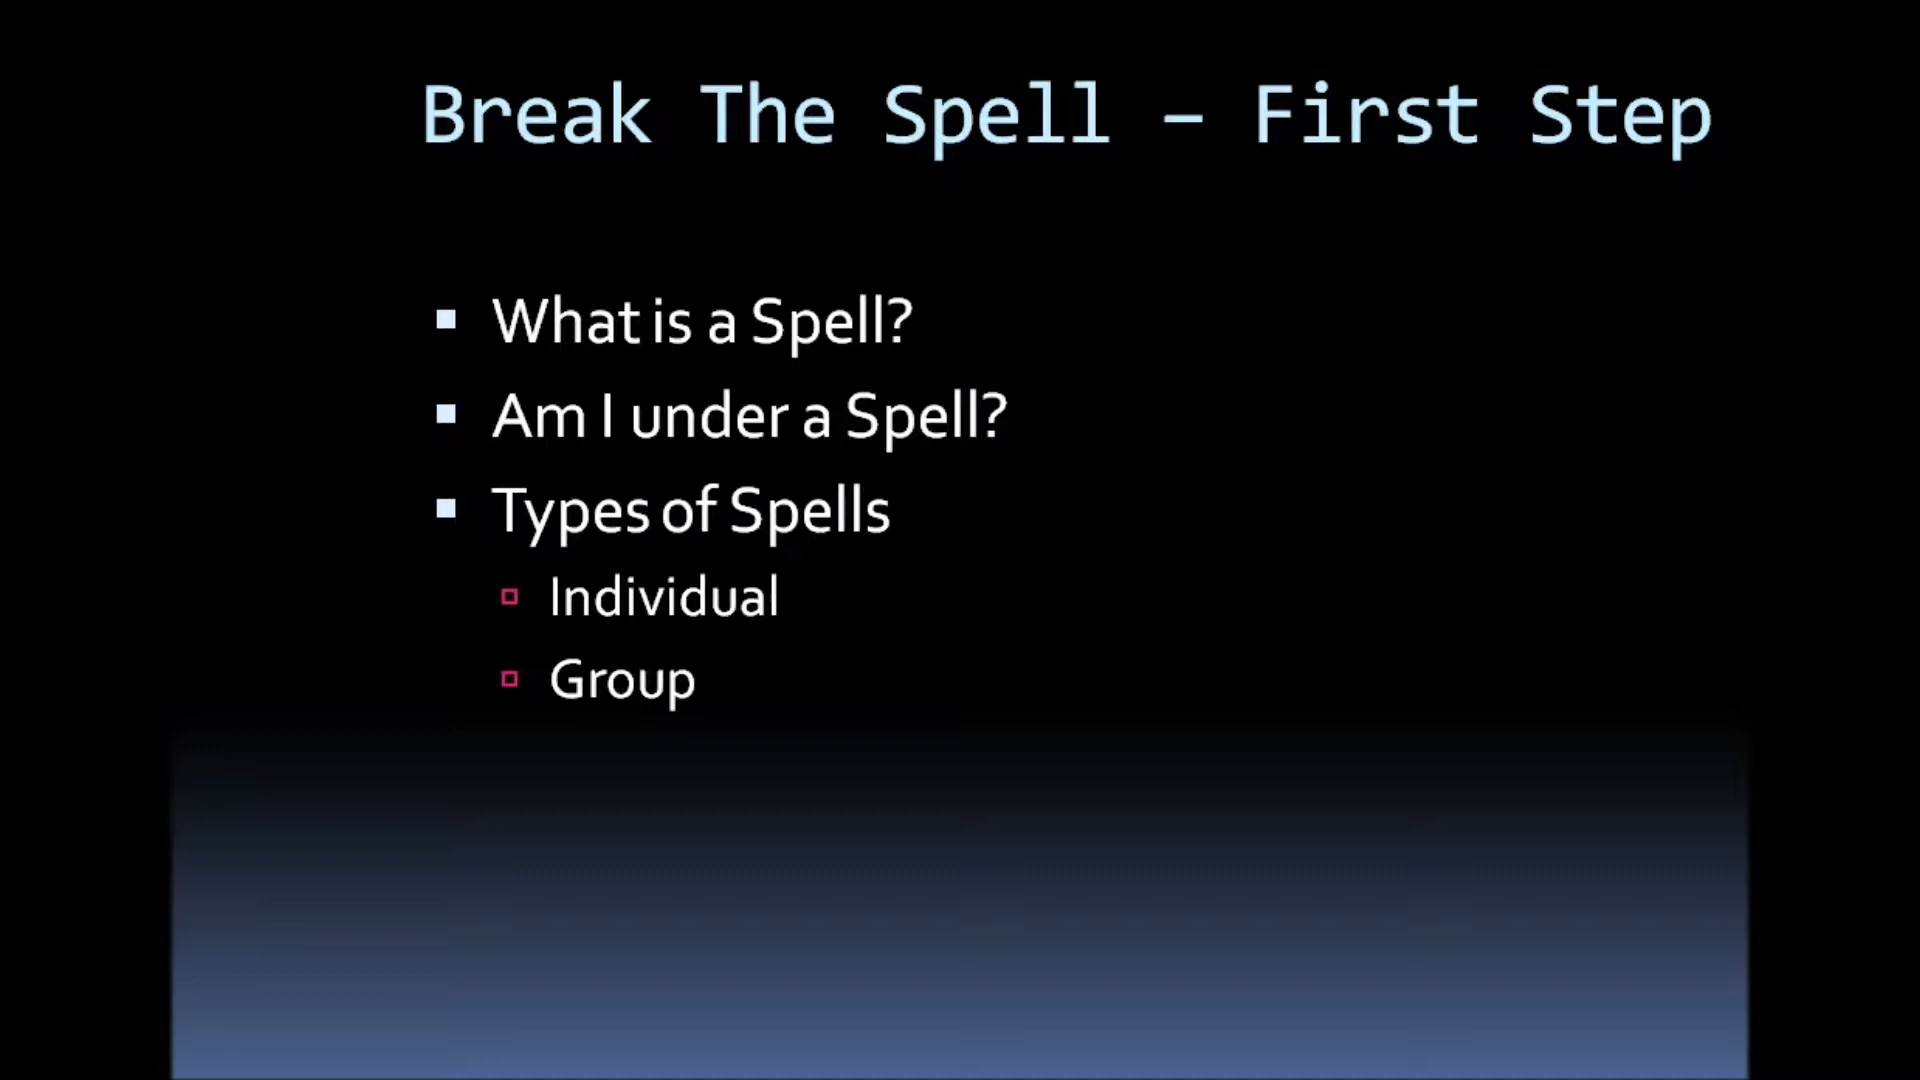 Break The Spell – First Step
What is a Spell?
Am I under a Spell?
Types of Spells
Individual
Group